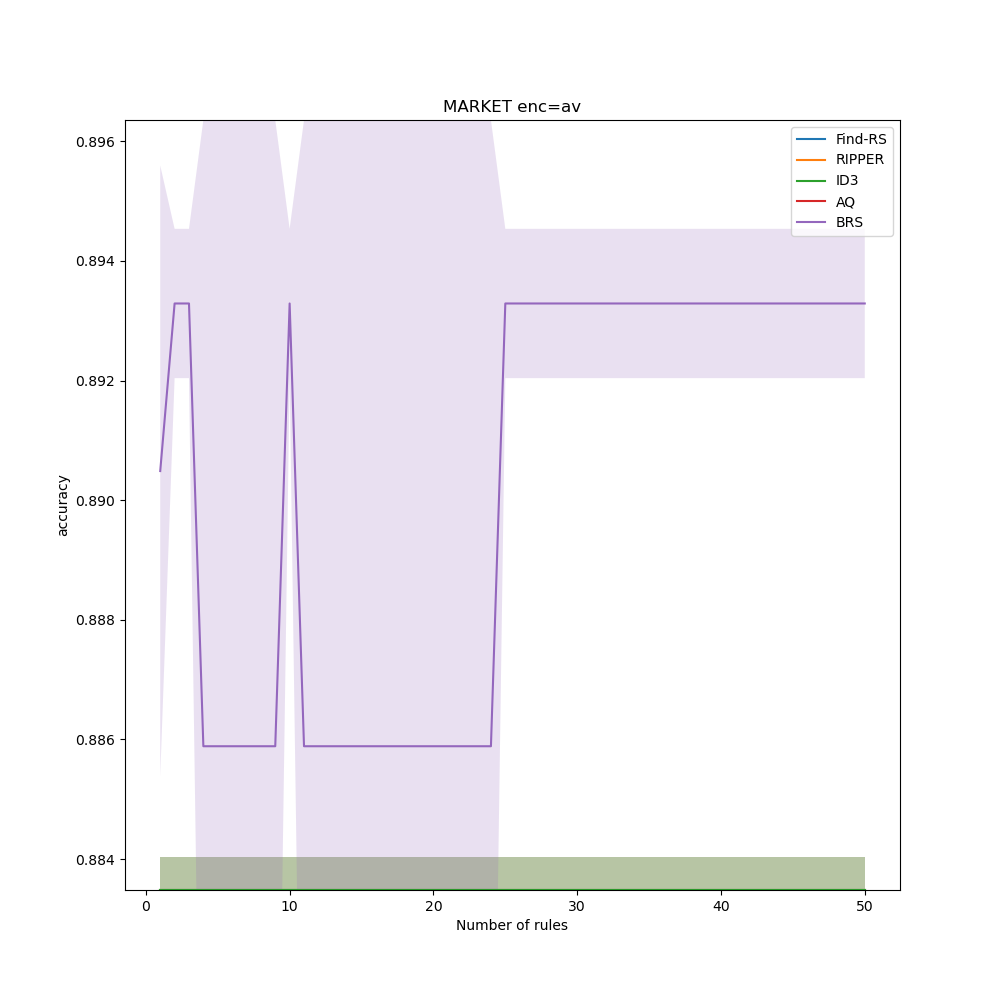 MARKET enc=av
0.896
0.894
0.892
0.890
0.888
0.886
0.884
accuracy
Find-RS
RIPPER
ID3
AQ
BRS
0 10 20 30 40 50
Number of rules